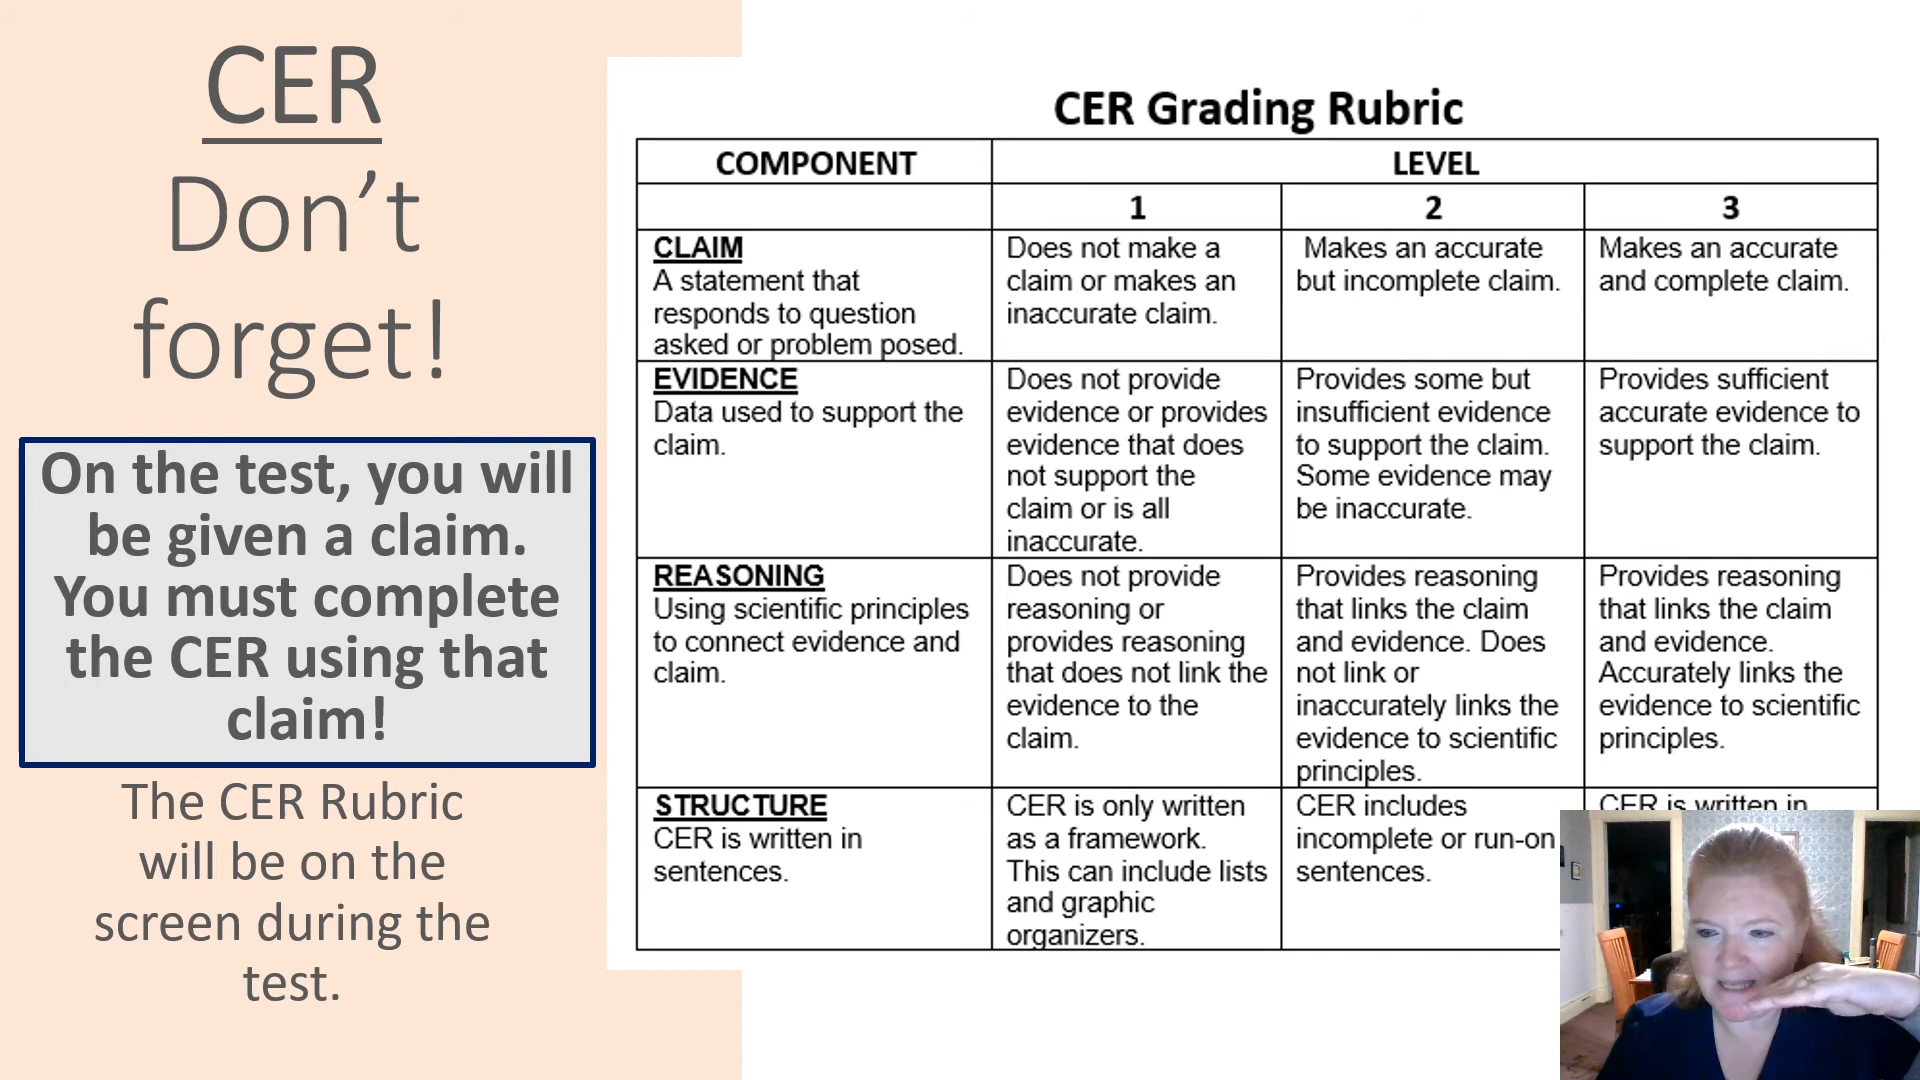 CER
Don’t
forget!
On the test, you will
be given a claim.
You must complete
the CER using that
claim!
The CER Rubric
will be on the
screen during the
test.
CER Grading Rubric
COMPONENT LEVEL
1 2 3
CLAIM
A statement that
responds to question
asked or problem posed.
Does not make a
claim or makes an
inaccurate claim.
Makes an accurate
but incomplete claim.
Makes an accurate
and complete claim.
EVIDENCE
Data used to support the
claim.
Does not provide
evidence or provides
evidence that does
not support the
claim or is all
inaccurate.
Provides some but
insufficient evidence
to support the claim.
Some evidence may
be inaccurate.
Provides sufficient
accurate evidence to
support the claim.
REASONING
Using scientific principles
to connect evidence and
claim.
Does not provide
reasoning or
provides reasoning
that does not link the
evidence to the
claim.
Provides reasoning
that links the claim
and evidence. Does
not link or
inaccurately links the
evidence to scientific
principles.
Provides reasoning
that links the claim
and evidence.
Accurately links the
evidence to scientific
principles.
STRUCTURE
CER is written in
sentences.
CER is only written
as a framework.
This can include lists
and graphic
organizers.
CER includes
incomplete or run-on
sentences.
CER is written in